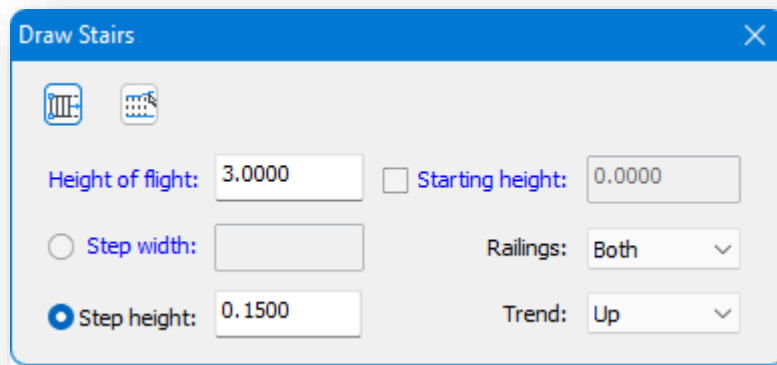 Draw Stairs
Height of flight: 3.0000 Starting height: 0.0000
Step width: Railings: Both
Step height: 0.1500 Trend: Up